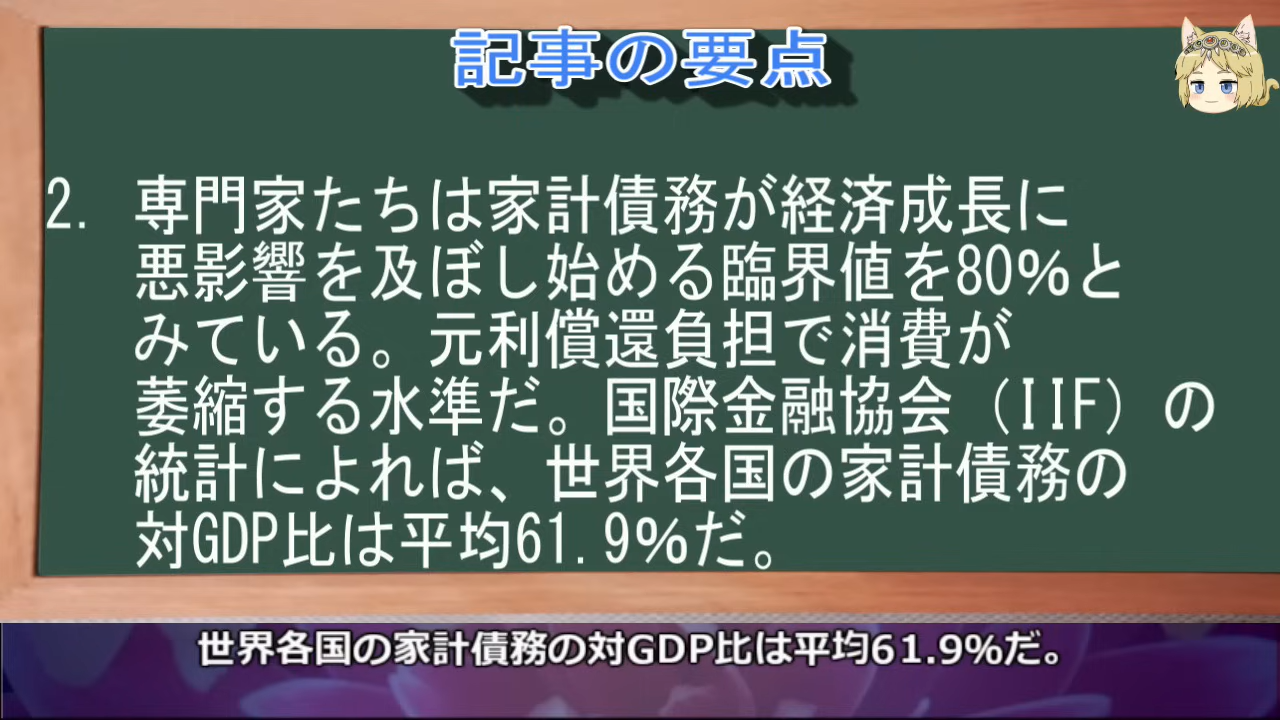 記事の要点
2. 専門家たちは家計債務が経済成長に
悪影響を及ぼし始める臨界値を80%と
みている。元利償還負担で消費が
萎縮する水準だ。国際金融協会（IIF）の
統計によれば、世界各国の家計債務の
対GDP比は平均61.9%だ。
世界各国の家計債務の対GDP比は平均61.9%だ。